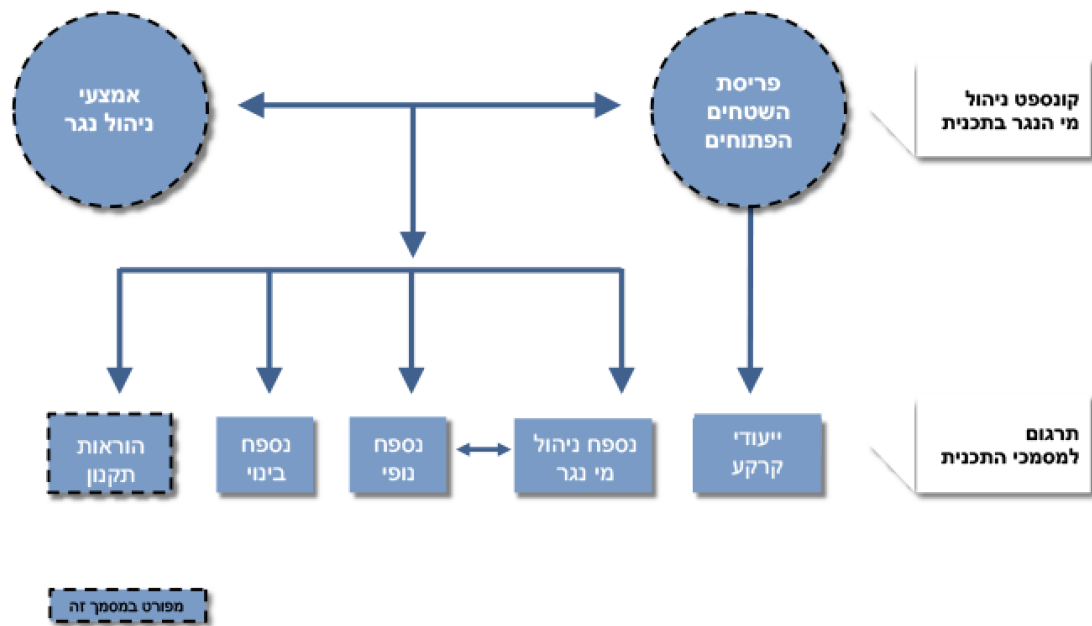 קונספט ניהול
מי הנגר בתכנית
פריסת
השטחים
הפתוחים
אמצעי
ניהול נגר
תרגום
למסמכי התכנית
ייעודי
קרקע
נספח ניהול
מי נגר
נספח
נופי
נספח
בינוי
הוראות
תקנון
מפורט במסמך זה